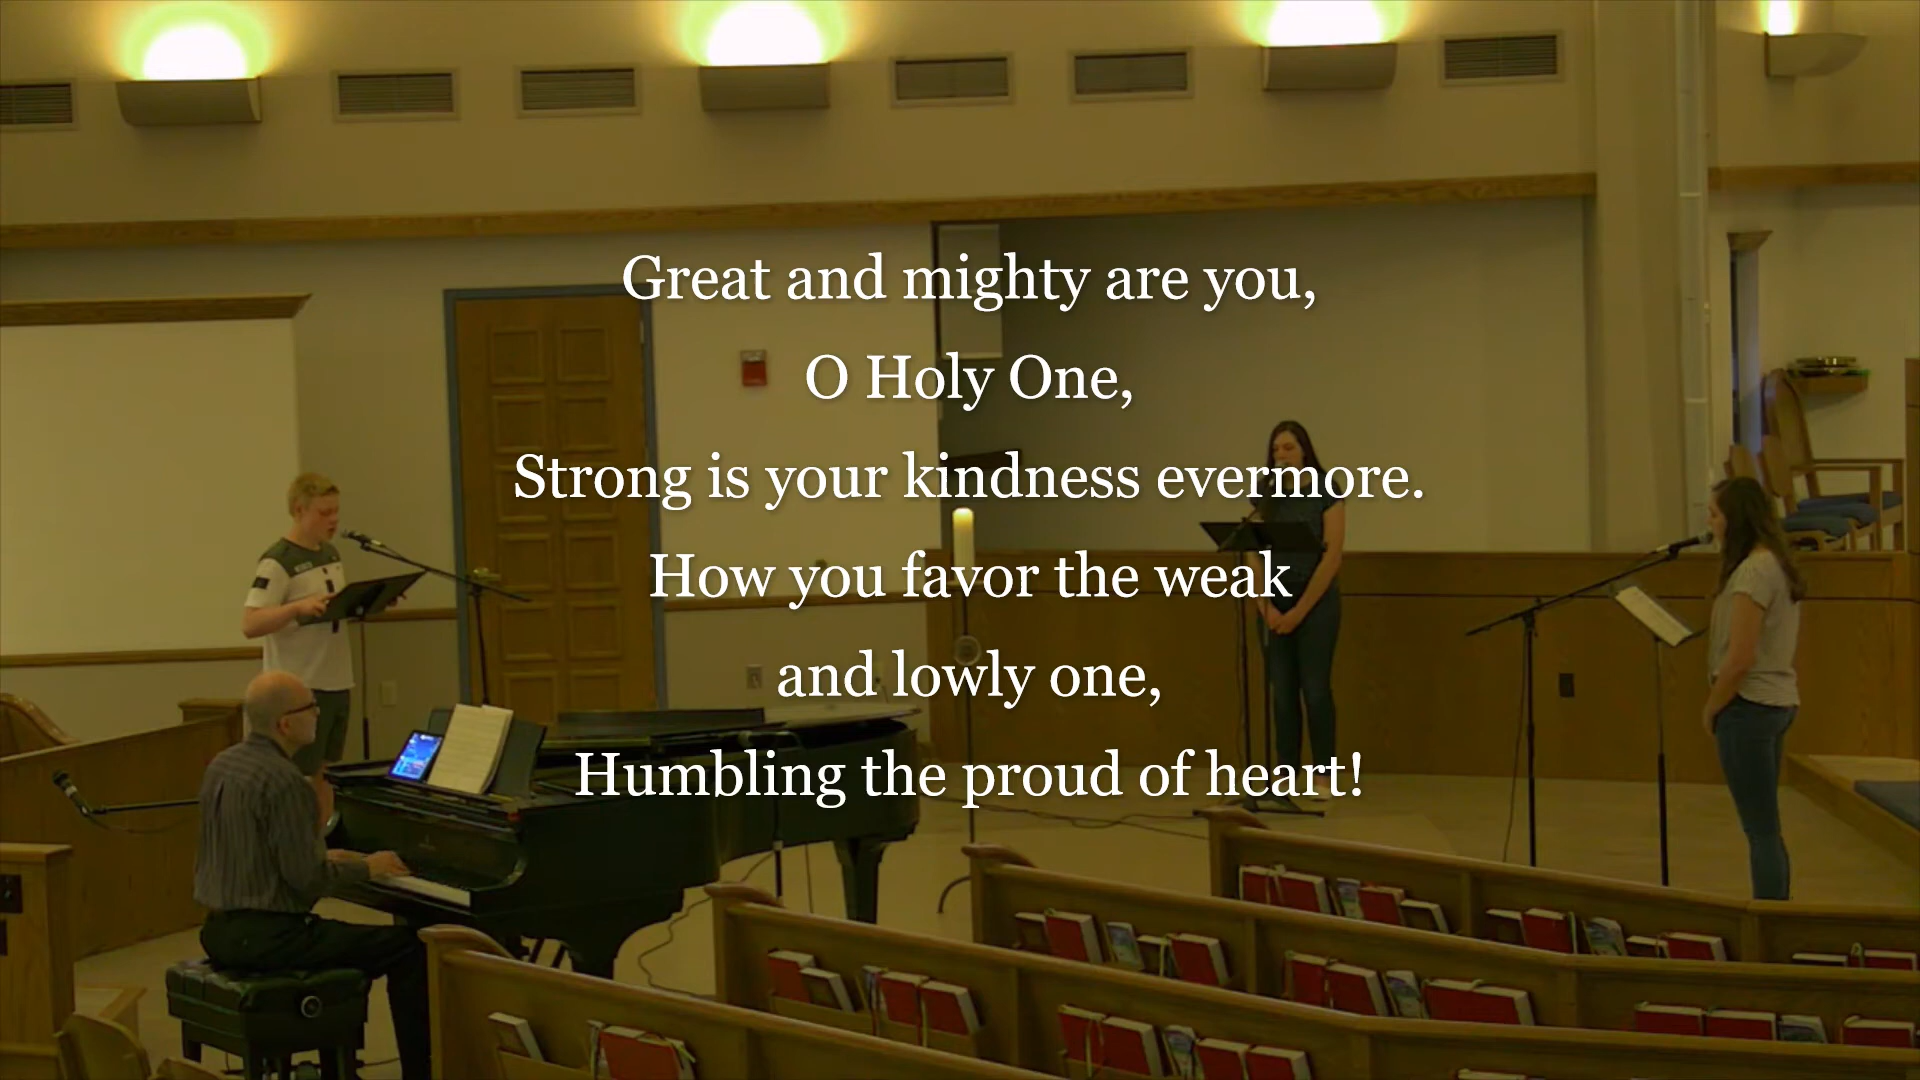 Great and mighty are you,
O Holy One,
Strong is your kindness evermore.
How you favor the weak
and lowly one,
Humbling the proud of heart!